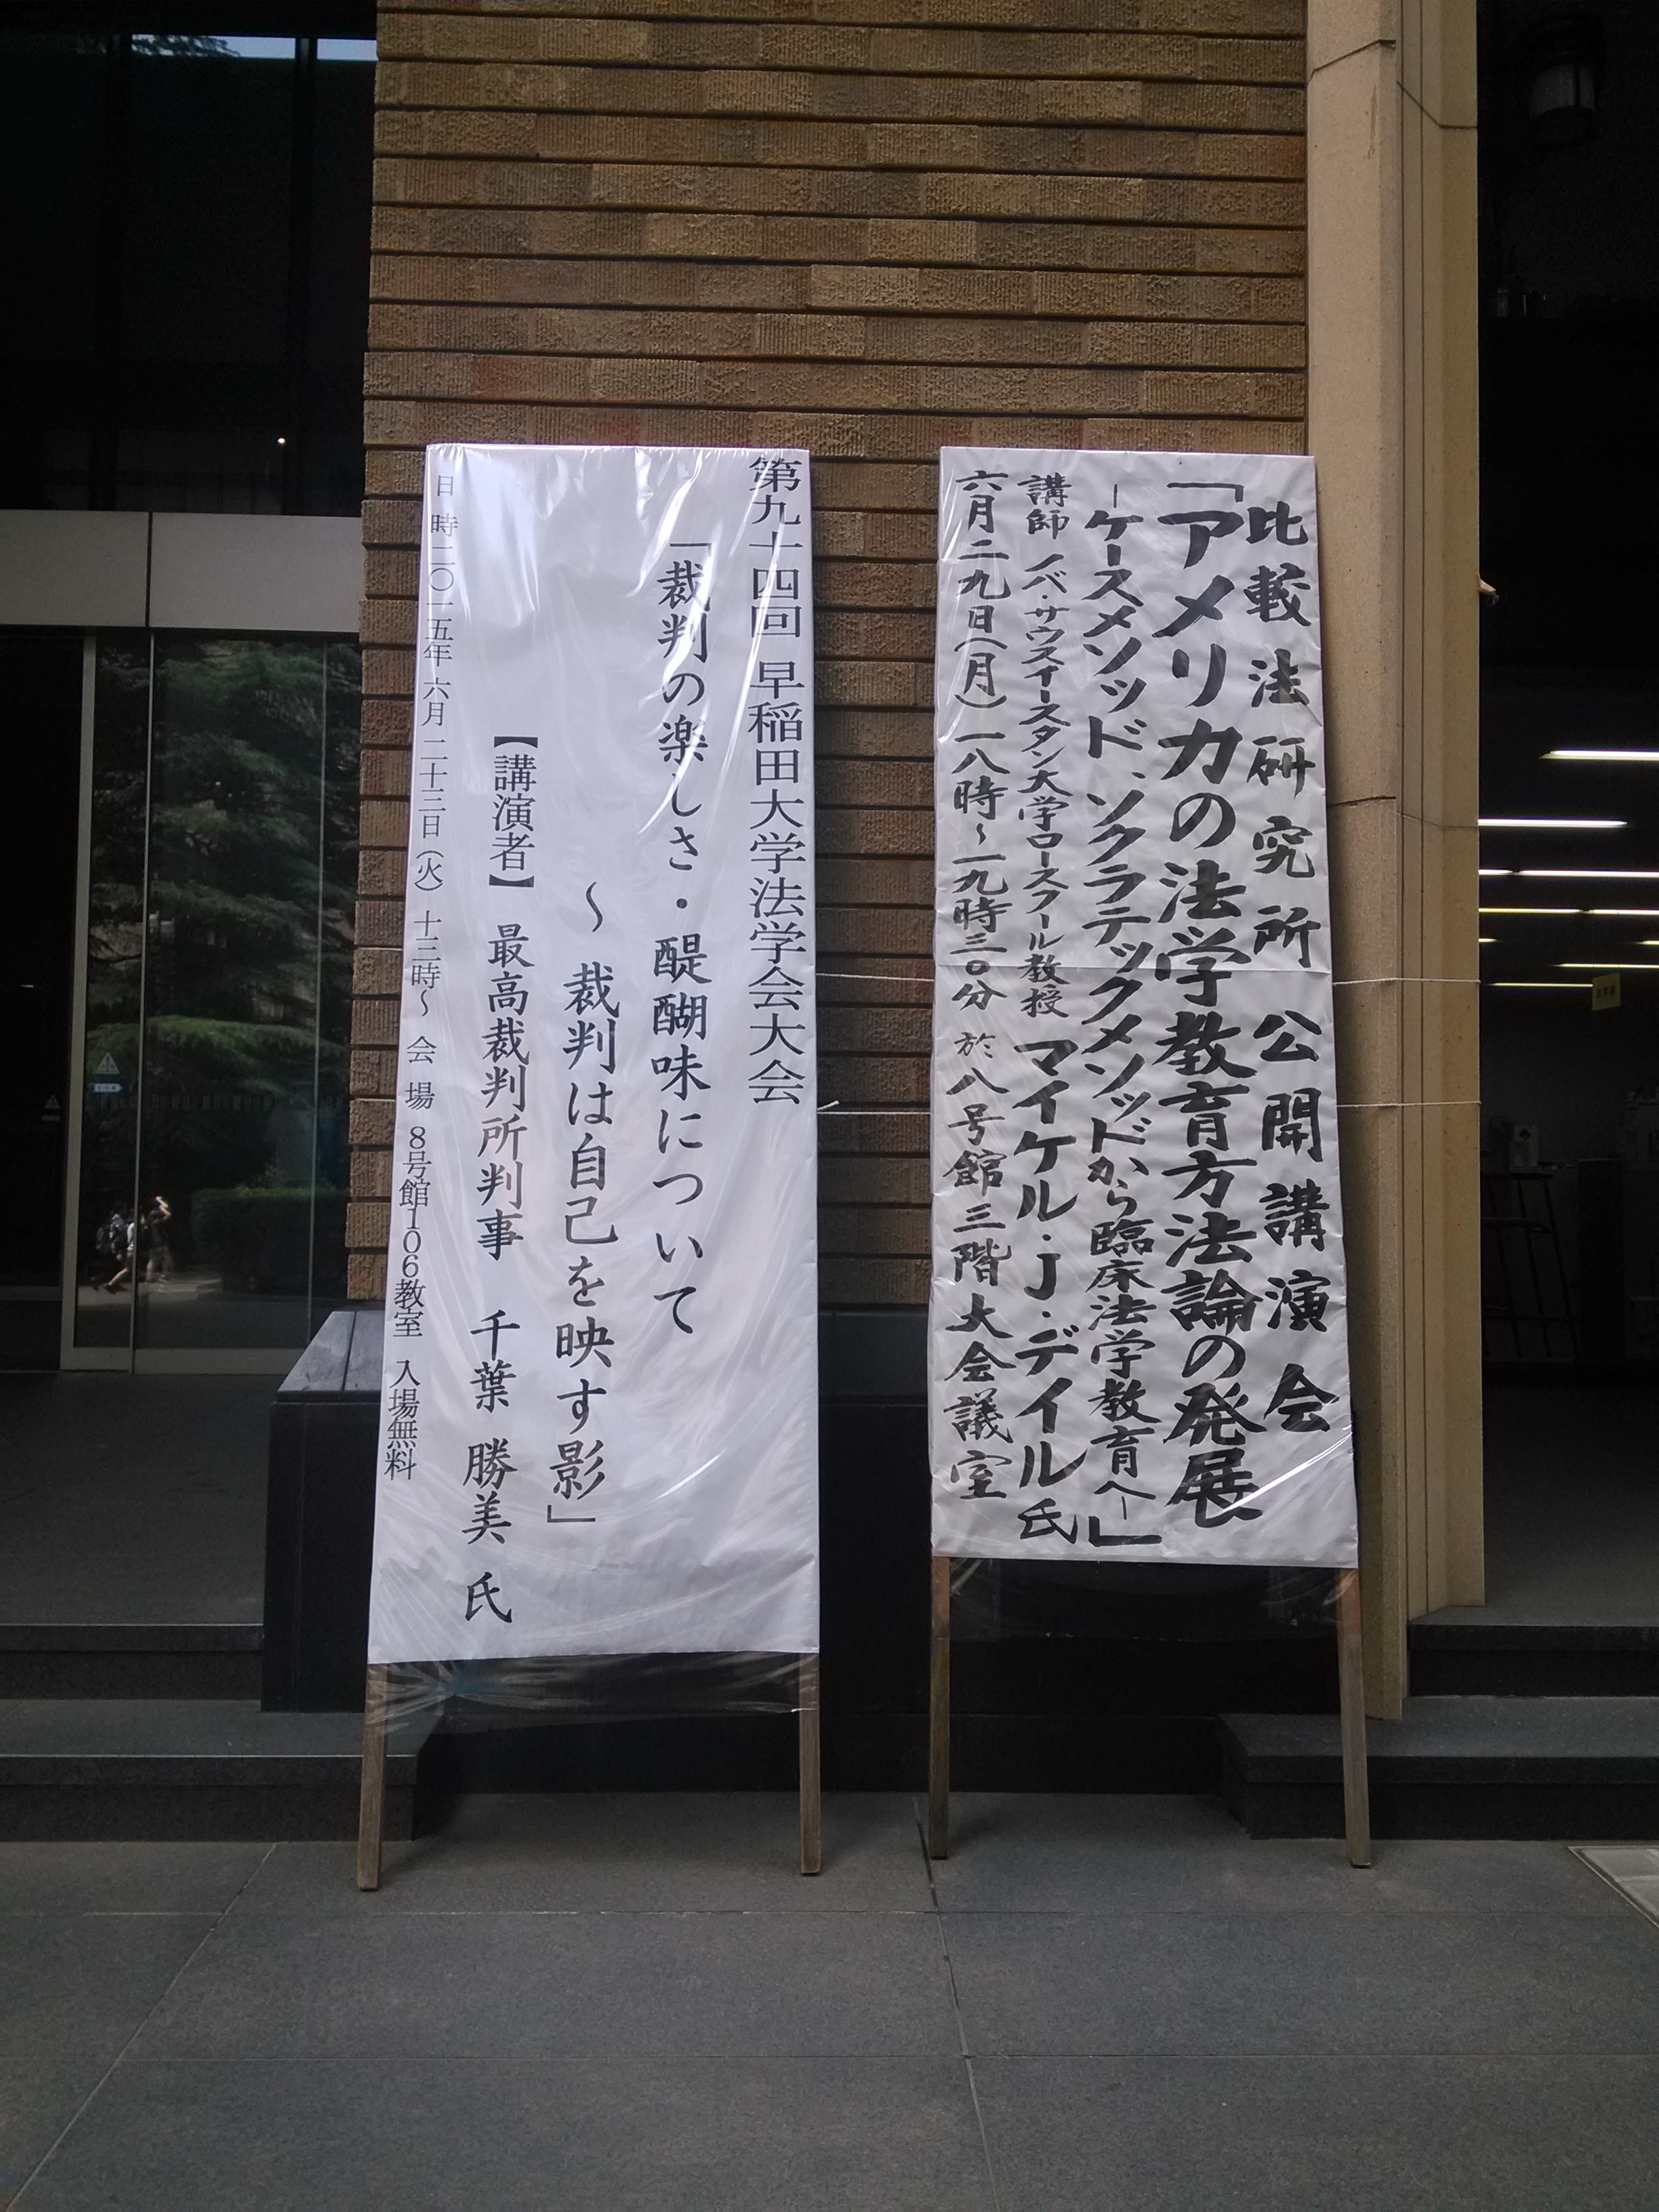 比較法研究所公開講演会
「アメリカの法学教育方法論の発展
―ケースメソッド、ソクラテックメソッドから臨床法学教育へ―」
講師 ノバ・サウスイースタン大学ロースクール教授 マイケル・j・デイル氏
六月二九日(月)一八時〜一九時三〇分 於八号館三階大会議室
第九十四回 早稲田大学法学会大会
「裁判の楽しさ・醍醐味について
〜裁判は自己を映す影」
【講演者】 最高裁判所判事 千葉 勝美 氏
日 時 二〇一五年 六月 二十三日(火) 十三時〜 会 場 8号館106教室 入場無料